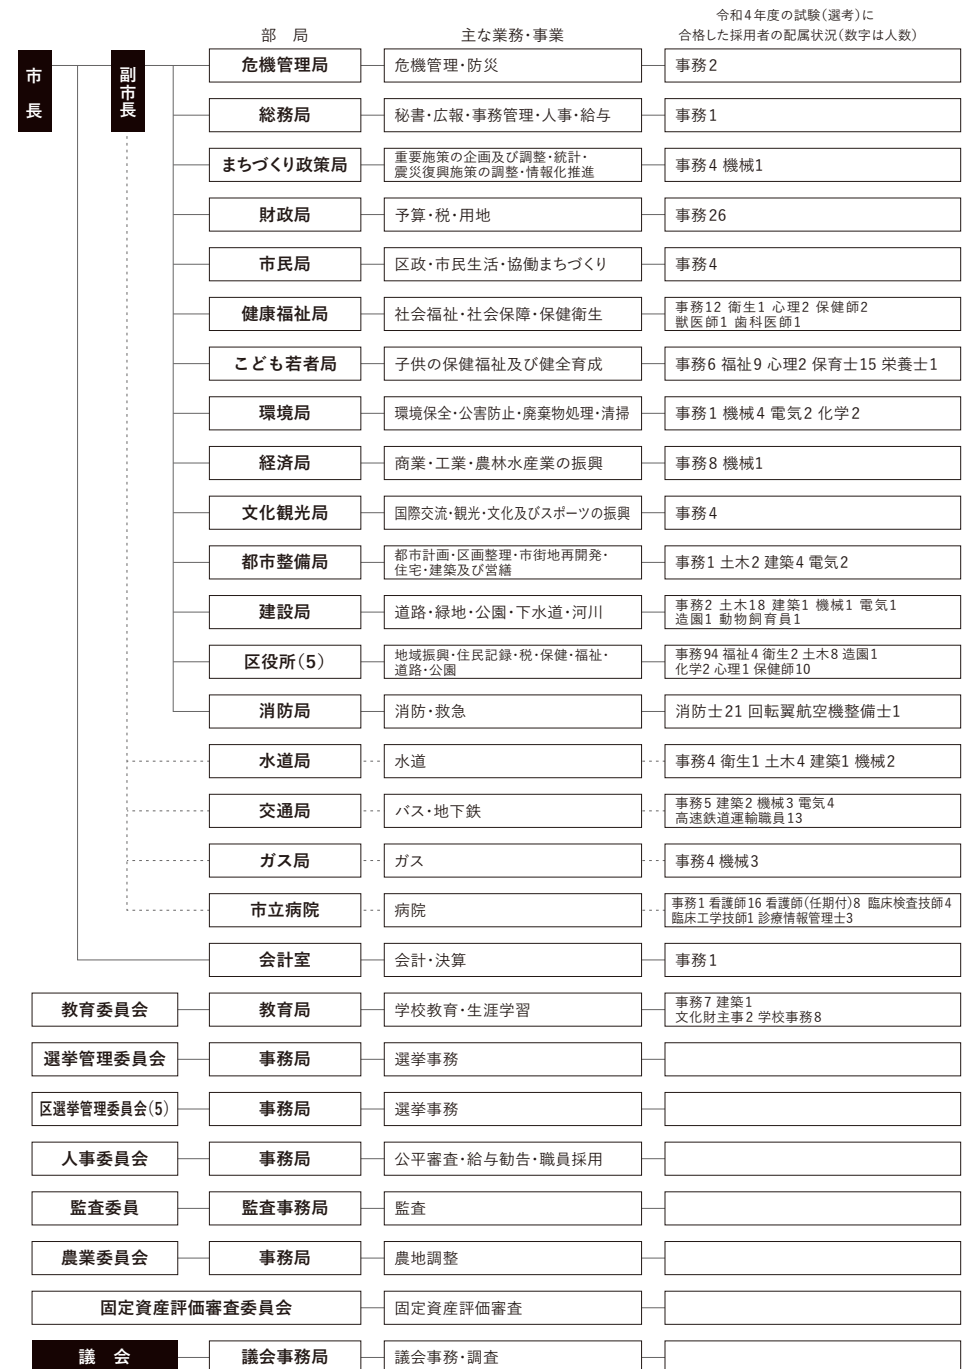 部 局
主な業務・事業
令和4年度の試験(選考)に
合格した採用者の配属状況(数字は人数)
市長
副市長
危機管理局
危機管理・防災
事務2
総務局
秘書・広報・事務管理・人事・給与
事務1
まちづくり政策局
重要施策の企画及び調整・統計・
震災復興施策の調整・情報化推進
事務4 機械1
財政局
予算・税・用地
事務26
市民局
区政・市民生活・協働まちづくり
事務4
健康福祉局
社会福祉・社会保障・保健衛生
事務12 衛生1 心理2 保健師2
獣医師1 歯科医師1
こども若者局
子供の保健福祉及び健全育成
事務6 福祉9 心理2 保育士15 栄養士1
環境局
環境保全・公害防止・廃棄物処理・清掃
事務1 機械4 電気2 化学2
経済局
商業・工業・農林水産業の振興
事務8 機械1
文化観光局
国際交流・観光・文化及びスポーツの振興
事務4
都市整備局
都市計画・区画整理・市街地再開発・
住宅・建築及び営繕
事務1 土木2 建築4 電気2
建設局
道路・緑地・公園・下水道・河川
事務2 土木18 建築1 機械1 電気1
造園1 動物飼育員1
区役所(5)
地域振興・住民記録・税・保健・福祉・
道路・公園
事務94 福祉4 衛生2 土木8 造園1
化学2 心理1 保健師10
消防局
消防・救急
消防士21 回転翼航空機整備士1
水道局
水道
事務4 衛生1 土木4 建築1 機械2
交通局
バス・地下鉄
事務5 建築2 機械3 電気4
高速鉄道運輸職員13
ガス局
ガス
事務4 機械3
市立病院
病院
事務1 看護師16 看護師(任期付)8 臨床検査技師4
臨床工学技師1 診療情報管理士3
会計室
会計・決算
事務1
教育委員会
教育局
学校教育・生涯学習
事務7 建築1
文化財主事2 学校事務8
選挙管理委員会
事務局
選挙事務
区選挙管理委員会(5)
事務局
選挙事務
人事委員会
事務局
公平審査・給与勧告・職員採用
監査委員
監査事務局
監査
農業委員会
事務局
農地調整
固定資産評価審査委員会
固定資産評価審査
議 会
議会事務局
議会事務・調査